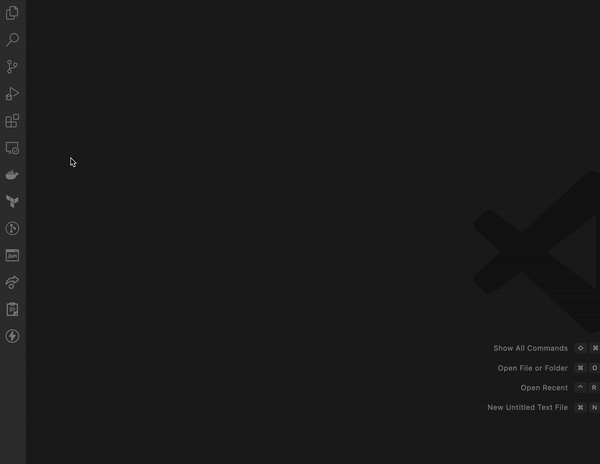 Show All Commands ⇧ ⌘
Open File or Folder ⌘ O
Open Recent ^ R
New Untitled Text File ⌘ N